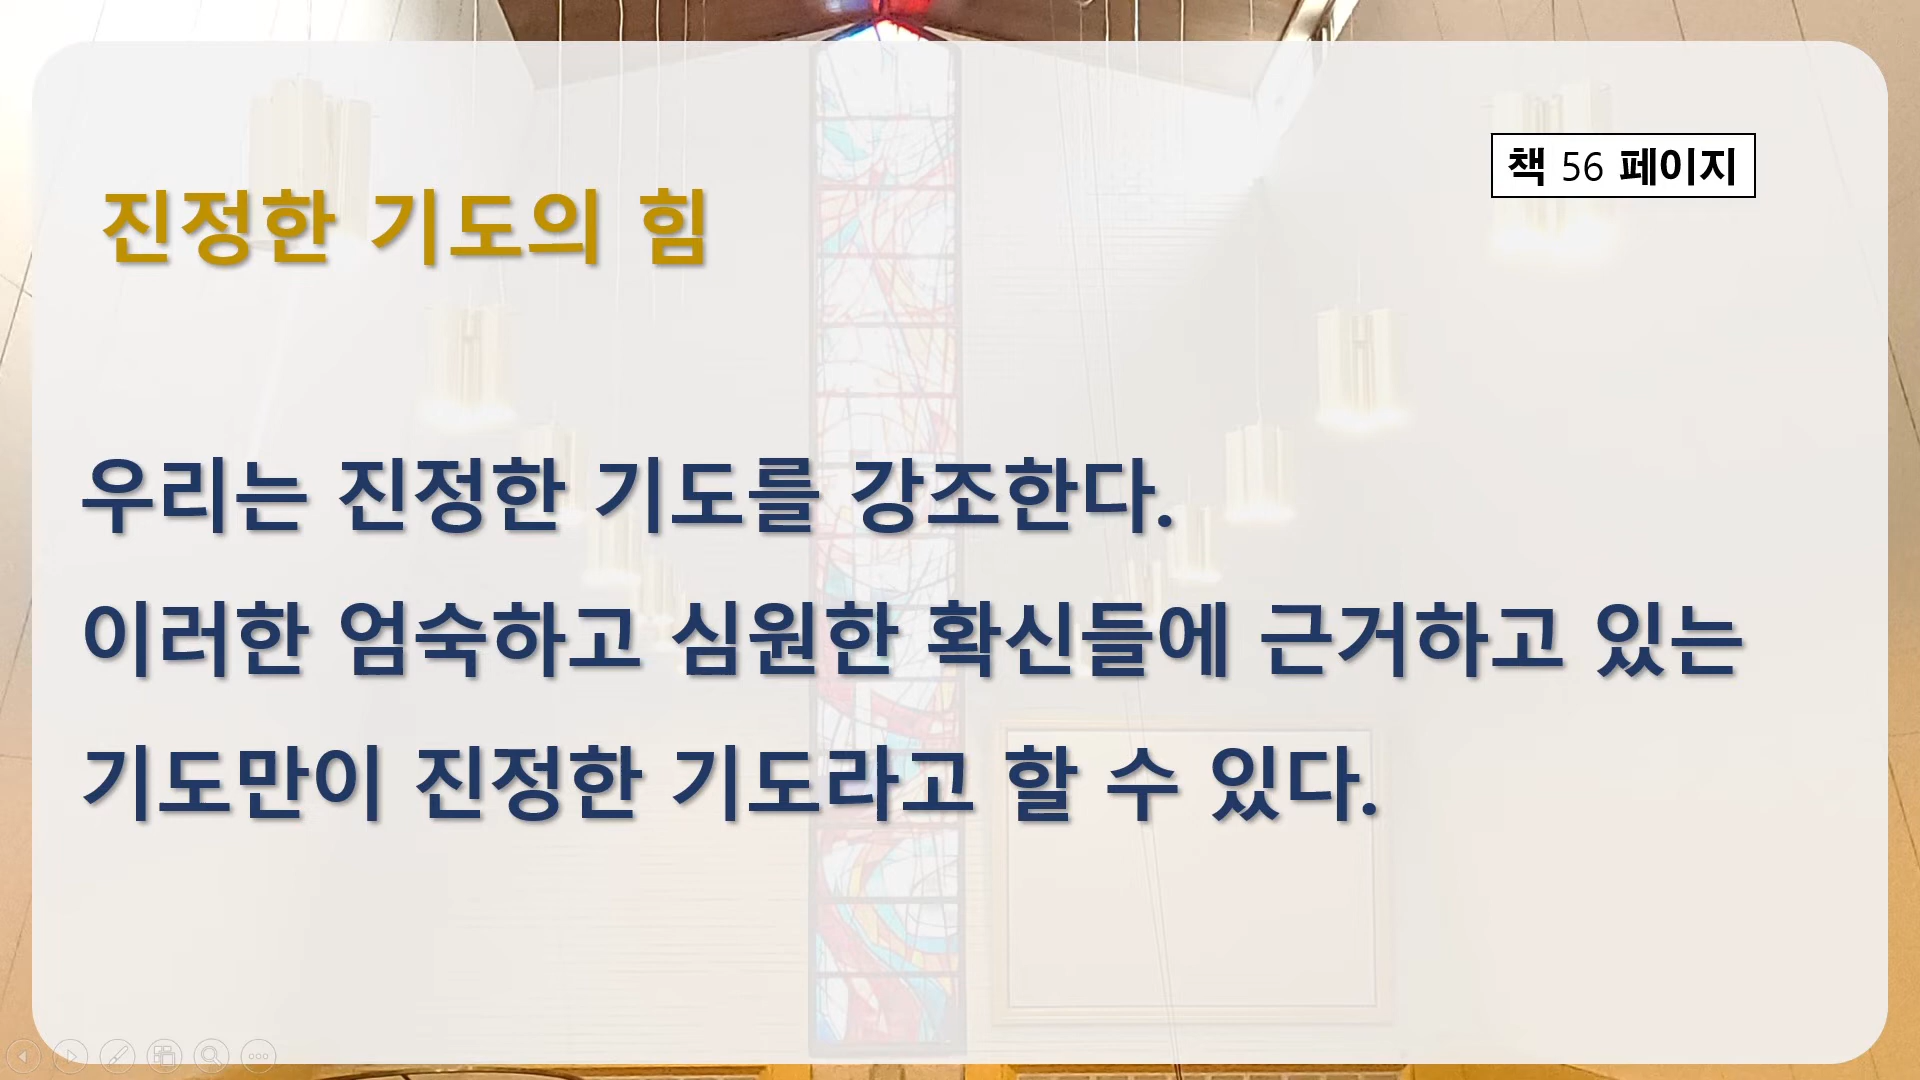 책 56 페이지
진정한 기도의 힘
우리는 진정한 기도를 강조한다.
이러한 엄숙하고 심원한 확신들에 근거하고 있는
기도만이 진정한 기도라고 할 수 있다.